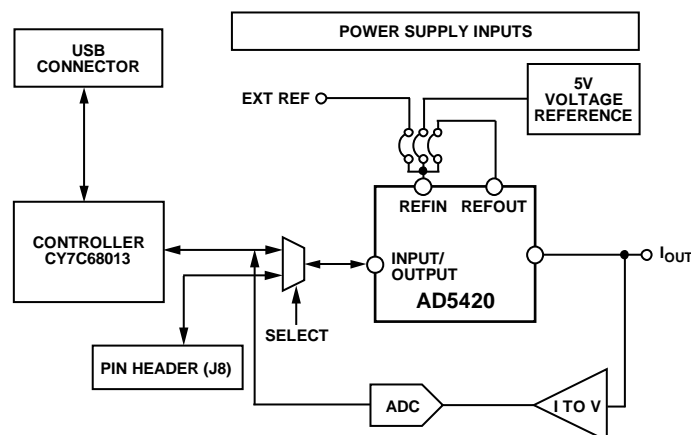 POWER SUPPLY INPUTS
USB
CONNECTOR
EXT REF
5V
VOLTAGE
REFERENCE
REFIN
REFOUT
CONTROLLER
CY7C68013
INPUT/
OUTPUT
AD5420
IOUT
SELECT
PIN HEADER (J8)
ADC
I TO V